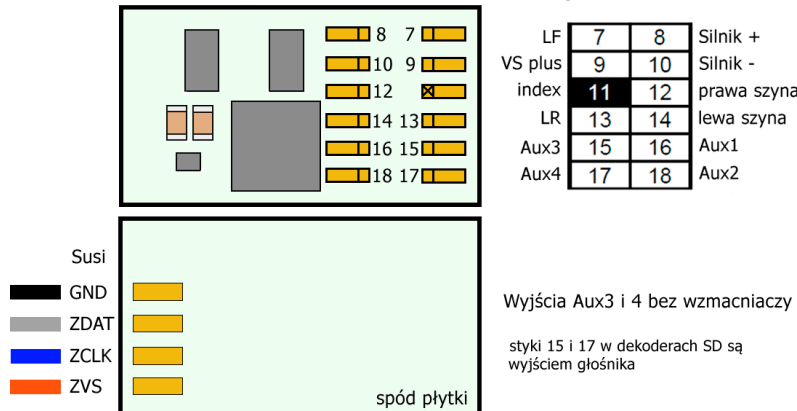 8 7
10 9
12
14 13
16 15
18 17
LF 7 8 Silnik +
VS plus 9 10 Silnik -
index 11 12 prawa szyna
LR 13 14 lewa szyna
Aux3 15 16 Aux1
Aux4 17 18 Aux2
Susi
GND
ZDAT
ZCLK
ZVS
spód płytki
Wyjścia Aux3 i 4 bez wzmacniaczy
styki 15 i 17 w dekoderach SD są
wyjściem głośnika